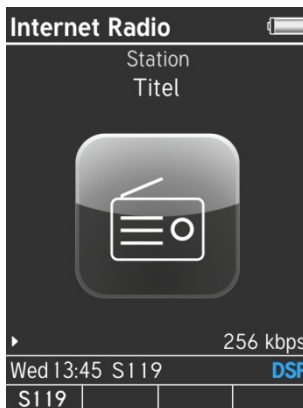 Internet Radio
Station
Titel
256 kbps
Wed 13:45 S119 DSP
S119